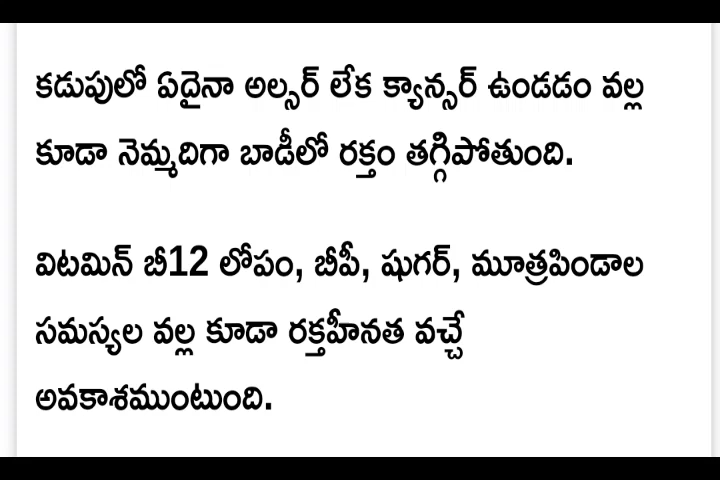 కడుపులో ఏదైనా అల్సర్ లేక క్యాన్సర్ ఉండడం వల్ల
కూడా నెమ్మదిగా బాడీలో రక్తం తగ్గిపోతుంది.
విటమిన్ బీ12 లోపం, బీపీ, షుగర్, మూత్రపిండాల
సమస్యల వల్ల కూడా రక్తహీనత వచ్చే
అవకాశముంటుంది.